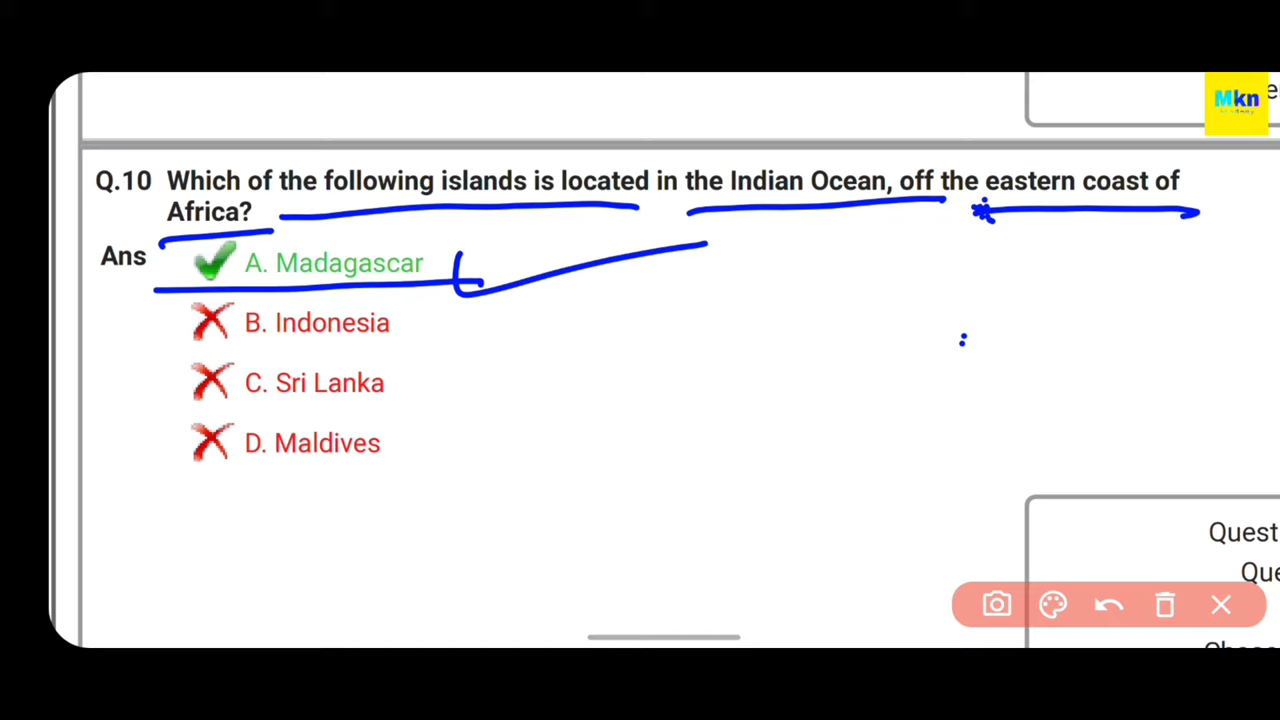 Mkn
Q.10 Which of the following islands is located in the Indian Ocean, off the eastern coast of
Africa?
Ans
A. Madagascar
B. Indonesia
C. Sri Lanka
D. Maldives
Quest
Que